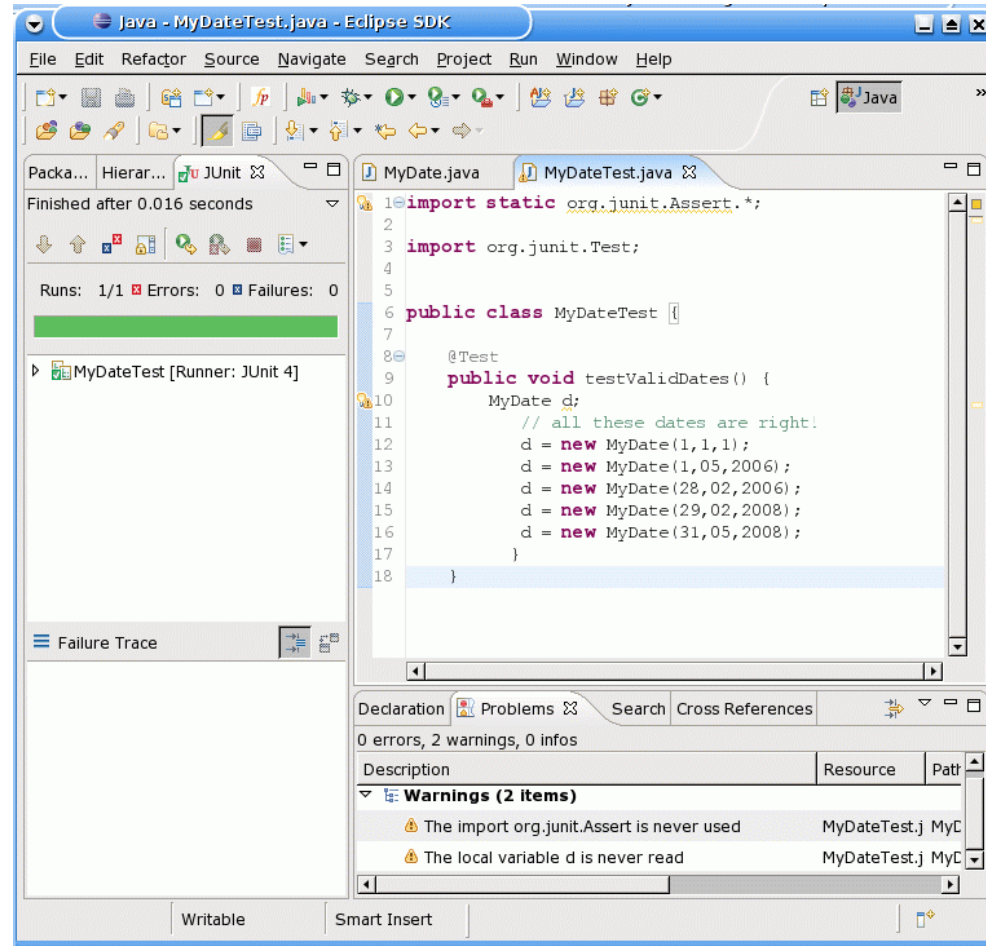 Java - MyDateTest.java - Eclipse SDK
File Edit Refactor Source Navigate Search Project Run Window Help
Java »
Packa... Hierar... JUnit
Finished after 0.016 seconds
Runs: 1/1 Errors: 0 Failures: 0
MyDateTest [Runner: JUnit 4]
Failure Trace
MyDate.java MyDateTest.java
1 import static org.junit.Assert.*;
2
3 import org.junit.Test;
4
5
6 public class MyDateTest {
7
8 @Test
9 public void testValidDates() {
10 MyDate d;
11 // all these dates are right!
12 d = new MyDate(1,1,1);
13 d = new MyDate(1,05,2006);
14 d = new MyDate(28,02,2006);
15 d = new MyDate(29,02,2008);
16 d = new MyDate(31,05,2008);
17 }
18 }
Declaration Problems Search Cross References
0 errors, 2 warnings, 0 infos
Description Resource Path
Warnings (2 items)
The import org.junit.Assert is never used MyDateTest.j MyD
The local variable d is never read MyDateTest.j MyD
Writable Smart Insert